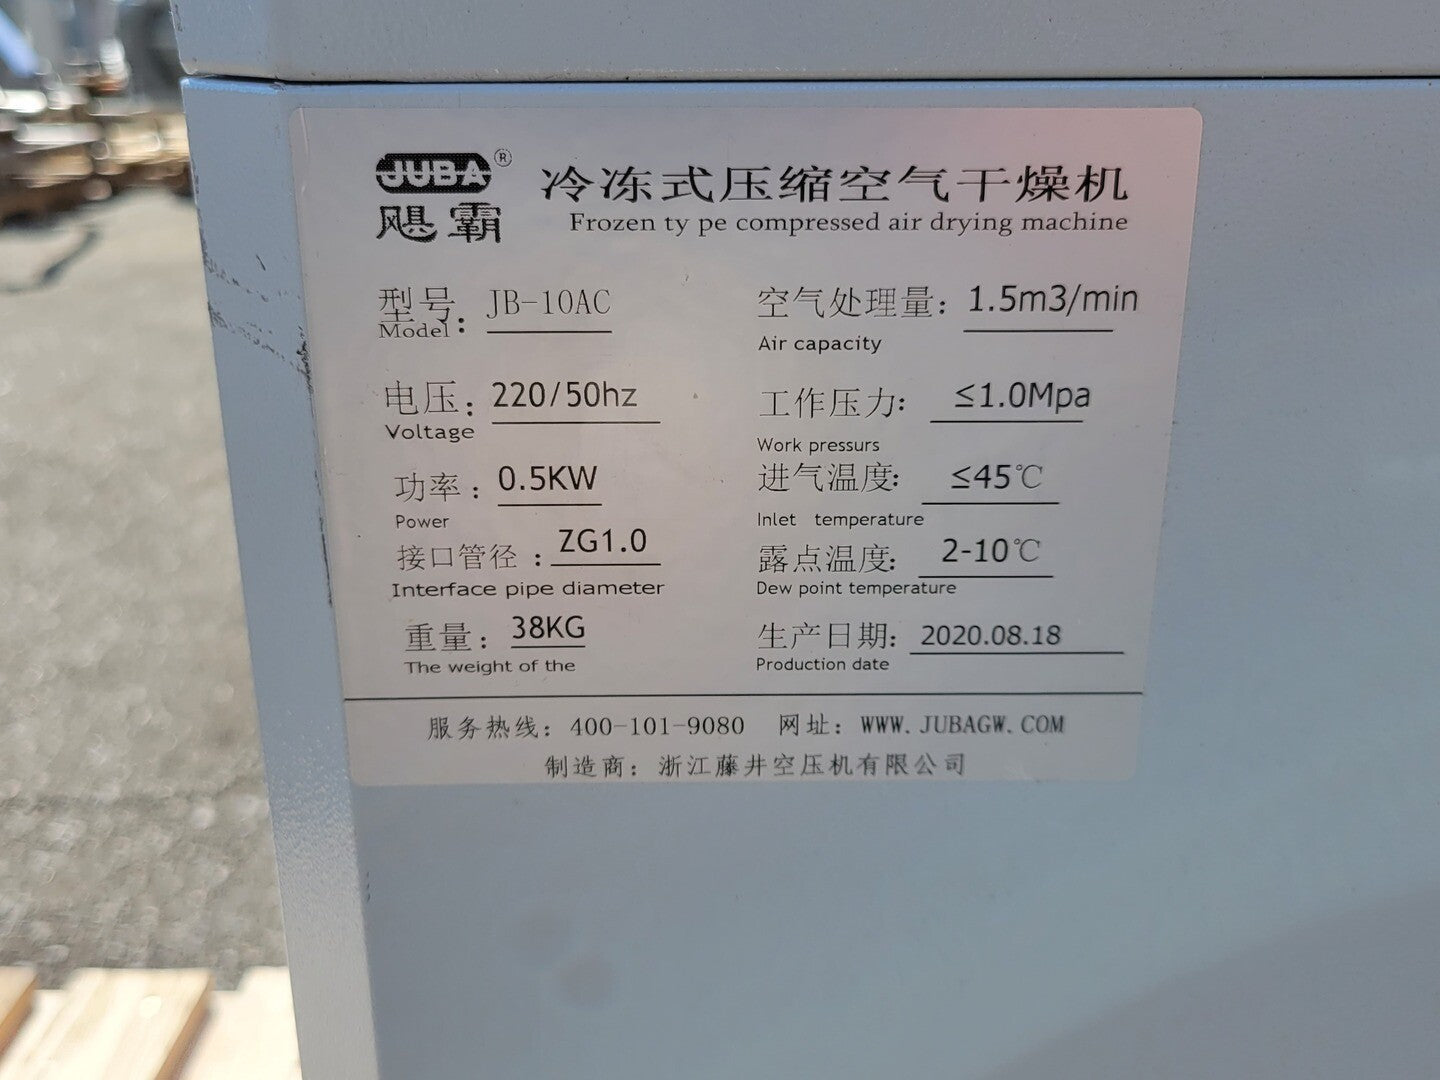 JUBA®
飓霸
冷冻式压缩空气干燥机
Frozen ty pe compressed air drying machine
型号: JB-10AC
Model
空气处理量: 1.5m3/min
Air capacity
电压: 220/50hz
Voltage
工作压力: ≤1.0Mpa
Work pressurs
功率: 0.5KW
Power
进气温度: ≤45℃
Inlet temperature
接口管径: ZG1.0
Interface pipe diameter
露点温度: 2-10℃
Dew point temperature
重量: 38KG
The weight of the
生产日期: 2020.08.18
Production date
服务热线: 400-101-9080 网址: WWW.JUBAGW.COM
制造商: 浙江藤井空压机有限公司